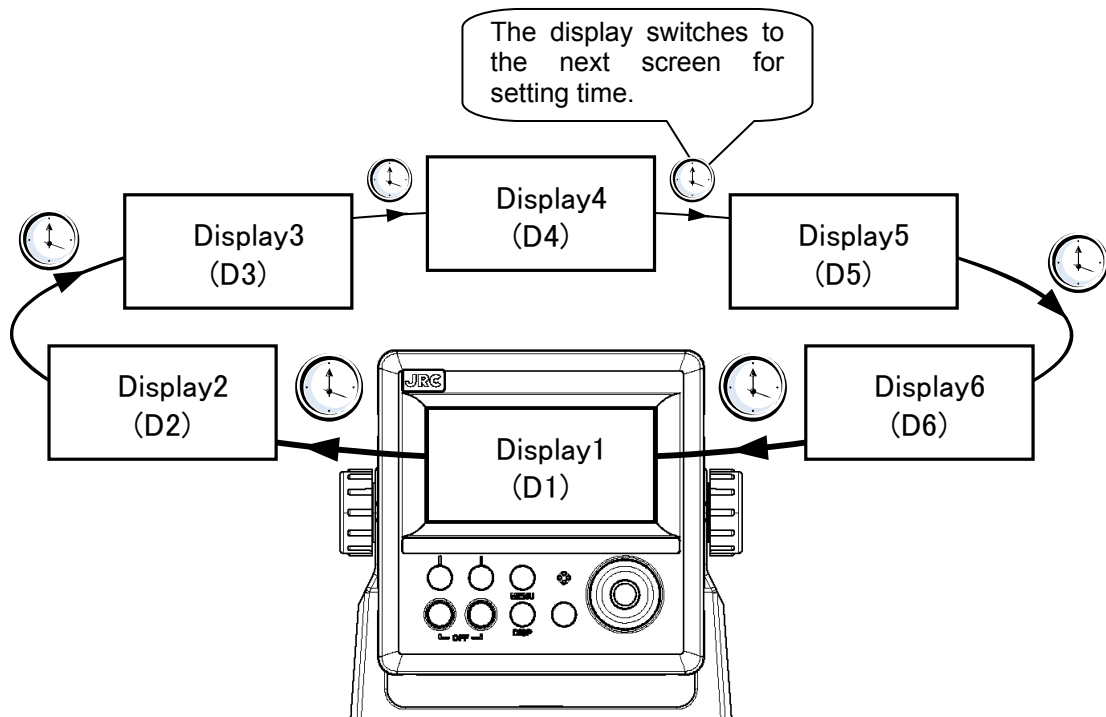 The display switches to
the next screen for
setting time.
Display4
(D4)
Display3
(D3)
Display5
(D5)
Display2
(D2)
Display6
(D6)
JRC
Display1
(D1)
MENU
OFF
DISP